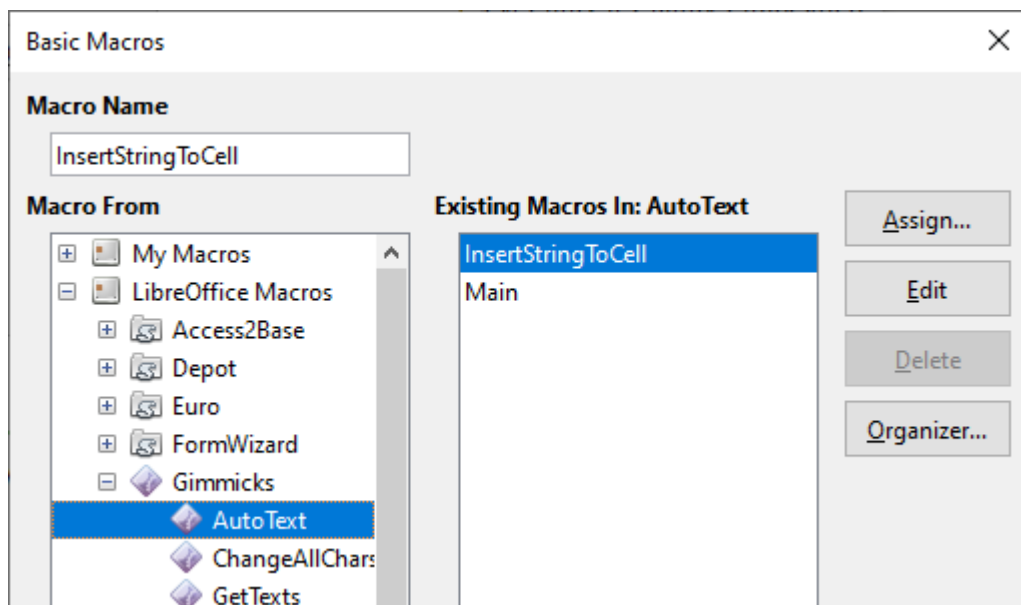 Basic Macros
Macro Name
InsertStringToCell
Macro From
Existing Macros In: AutoText
My Macros
LibreOffice Macros
Access2Base
Depot
Euro
FormWizard
Gimmicks
AutoText
ChangeAllChars
GetTexts
InsertStringToCell
Main
Assign...
Edit
Delete
Organizer...